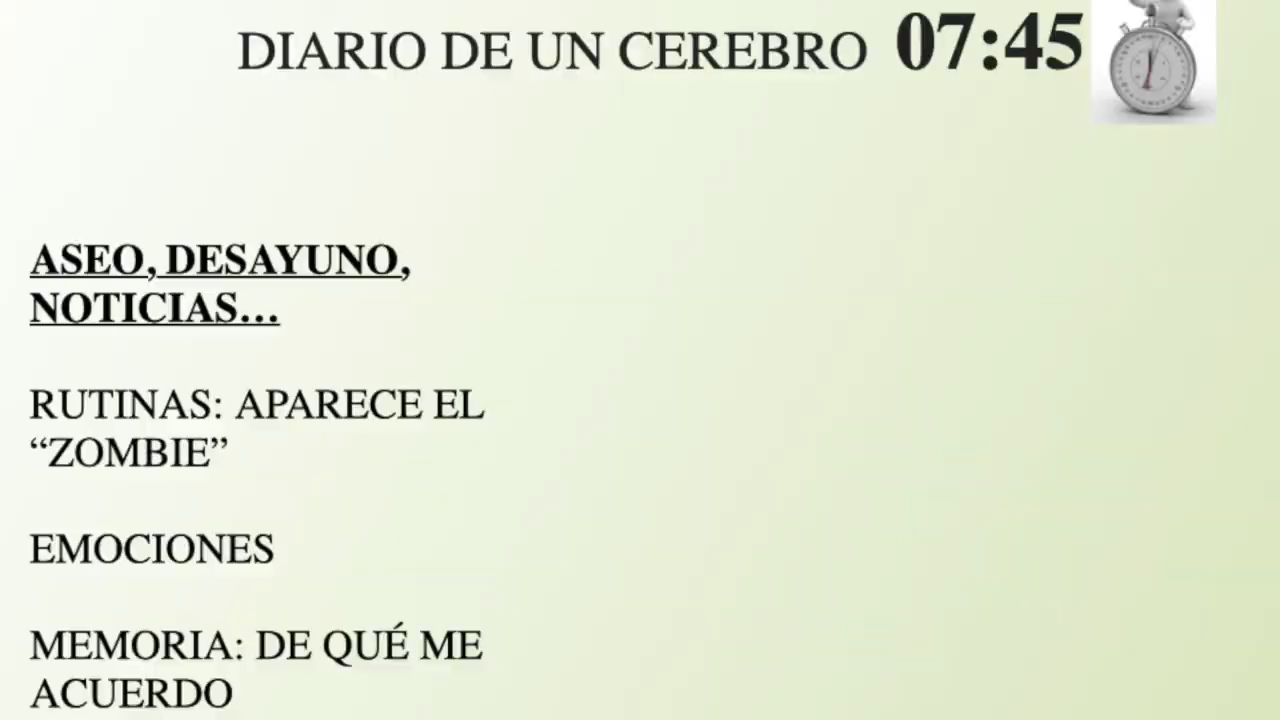 DIARIO DE UN CEREBRO 07:45
ASEO, DESAYUNO,
NOTICIAS…
RUTINAS: APARECE EL
“ZOMBIE”
EMOCIONES
MEMORIA: DE QUÉ ME
ACUERDO